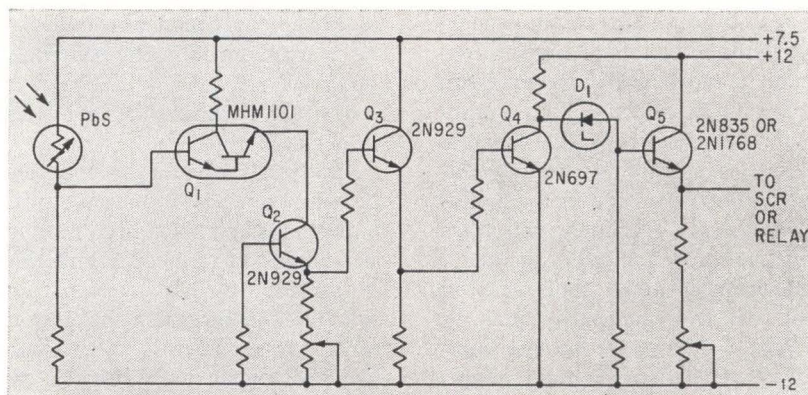 +7.5
+12
PbS
MHM1101
Q1
Q2
2N929
Q3
2N929
Q4
2N697
D1
Q5
2N835 OR
2N1768
TO
SCR
OR
RELAY
-12